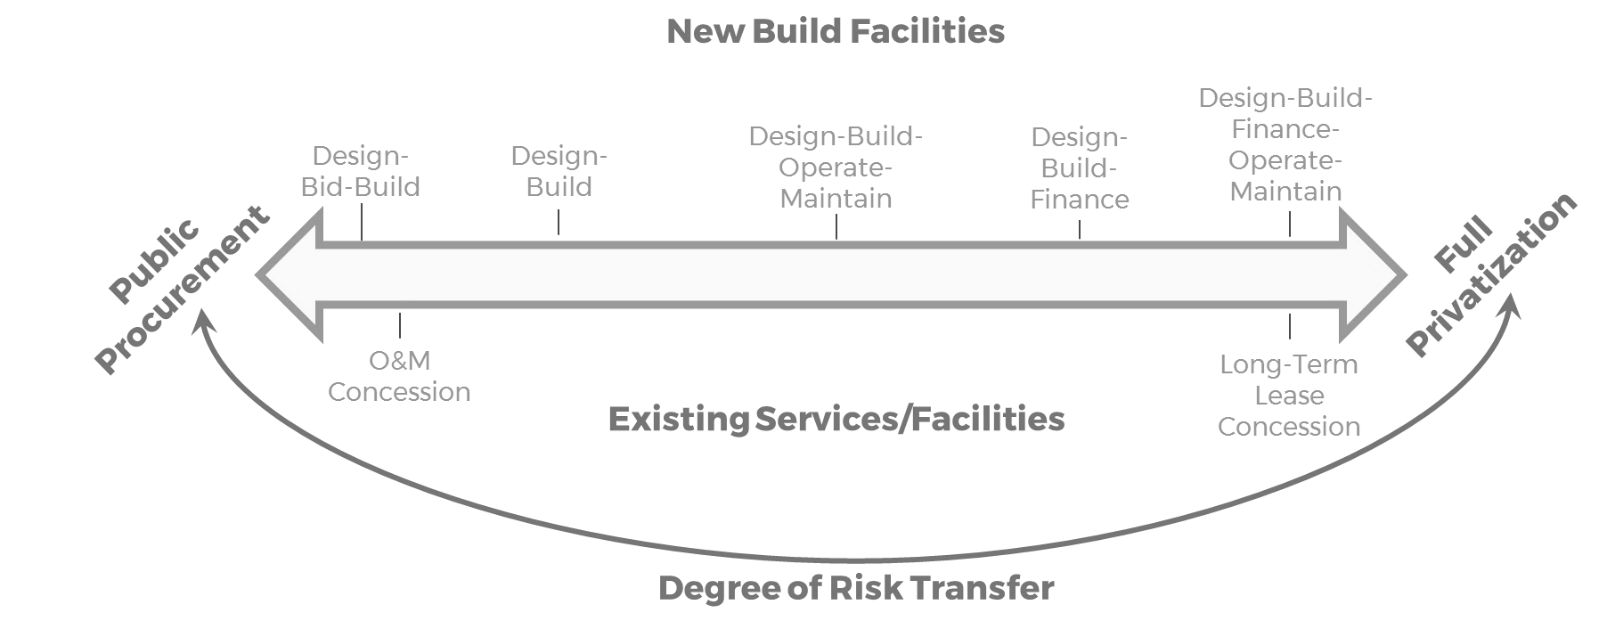 New Build Facilities
Design-
Bid-Build
Design-
Build
Design-Build-
Operate-
Maintain
Design-
Build-
Finance
Design-Build-
Finance-
Operate-
Maintain
Public
Procurement
Full
Privatization
O&M
Concession
Existing Services/Facilities
Long-Term
Lease
Concession
Degree of Risk Transfer